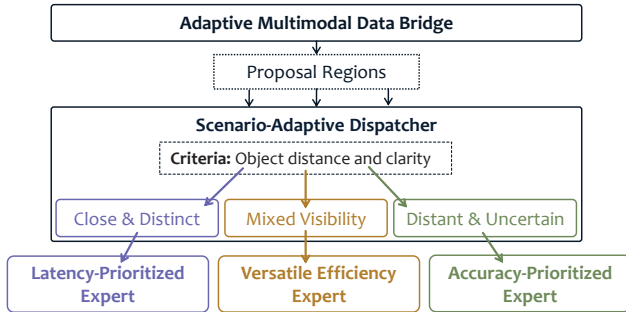 Adaptive Multimodal Data Bridge
Proposal Regions
Scenario-Adaptive Dispatcher
Criteria: Object distance and clarity
Close & Distinct
Mixed Visibility
Distant & Uncertain
Latency-Prioritized
Expert
Versatile Efficiency
Expert
Accuracy-Prioritized
Expert